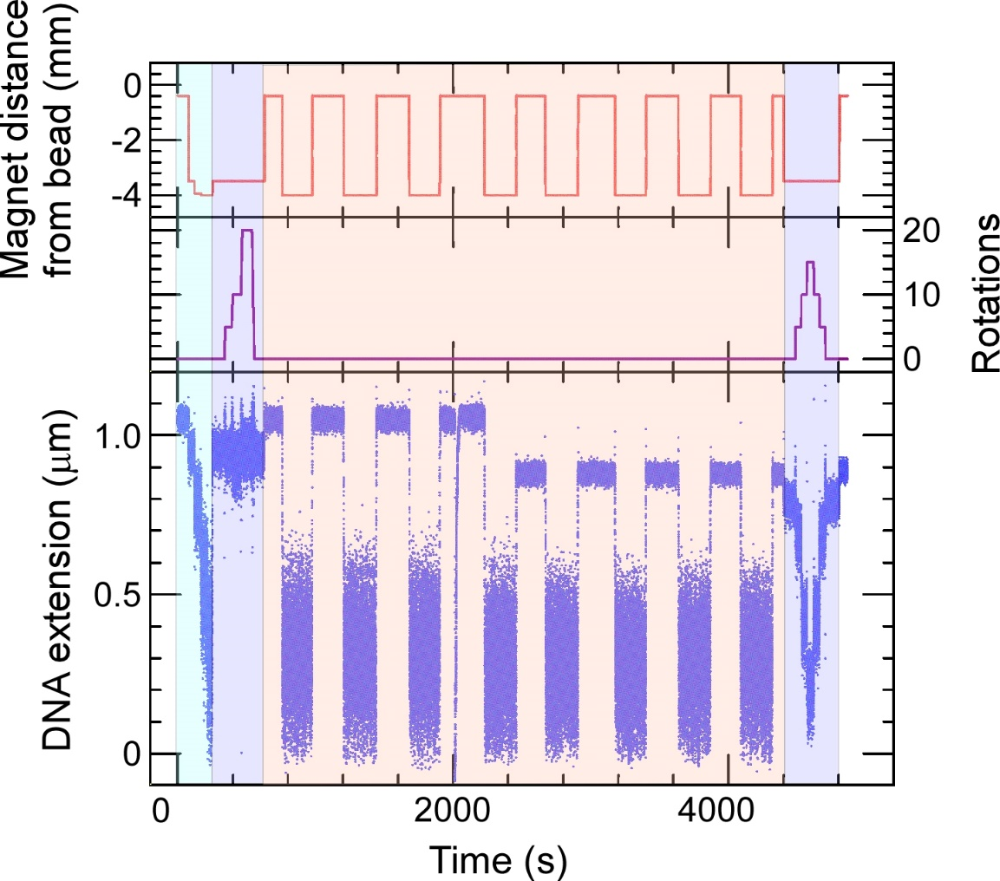 Magnet distance
from bead (mm)
0
-2
-4
20
10
0
Rotations
DNA extension (μm)
1.0
0.5
0
0
2000
4000
Time (s)